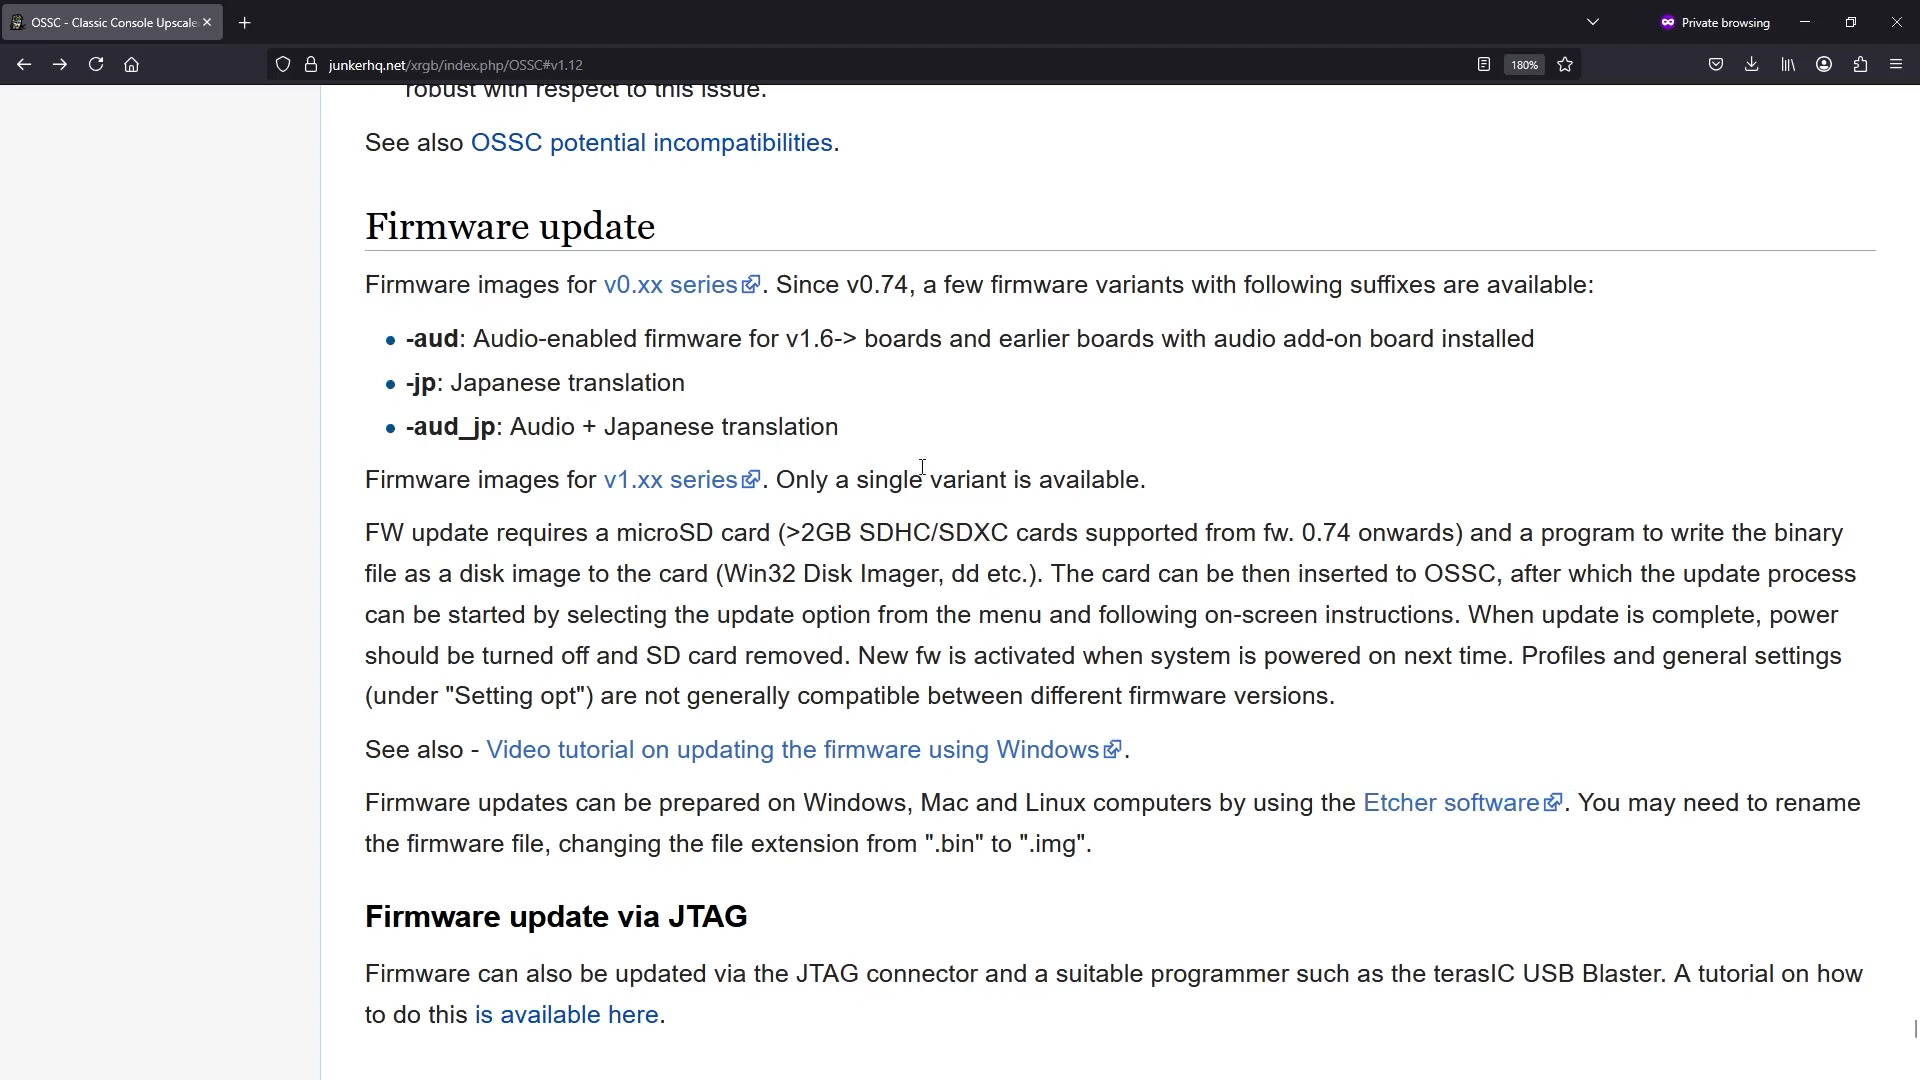 OSSC - Classic Console Upscale
Private browsing
junkerhq.net/xrgb/index.php/OSSC#v1.12
180%
robust with respect to this issue.
See also OSSC potential incompatibilities.
Firmware update
Firmware images for v0.xx series. Since v0.74, a few firmware variants with following suffixes are available:
-aud: Audio-enabled firmware for v1.6-> boards and earlier boards with audio add-on board installed
-jp: Japanese translation
-aud_jp: Audio + Japanese translation
Firmware images for v1.xx series. Only a single variant is available.
FW update requires a microSD card (>2GB SDHC/SDXC cards supported from fw. 0.74 onwards) and a program to write the binary
file as a disk image to the card (Win32 Disk Imager, dd etc.). The card can be then inserted to OSSC, after which the update process
can be started by selecting the update option from the menu and following on-screen instructions. When update is complete, power
should be turned off and SD card removed. New fw is activated when system is powered on next time. Profiles and general settings
(under "Setting opt") are not generally compatible between different firmware versions.
See also - Video tutorial on updating the firmware using Windows.
Firmware updates can be prepared on Windows, Mac and Linux computers by using the Etcher software. You may need to rename
the firmware file, changing the file extension from ".bin" to ".img".
Firmware update via JTAG
Firmware can also be updated via the JTAG connector and a suitable programmer such as the terasIC USB Blaster. A tutorial on how
to do this is available here.